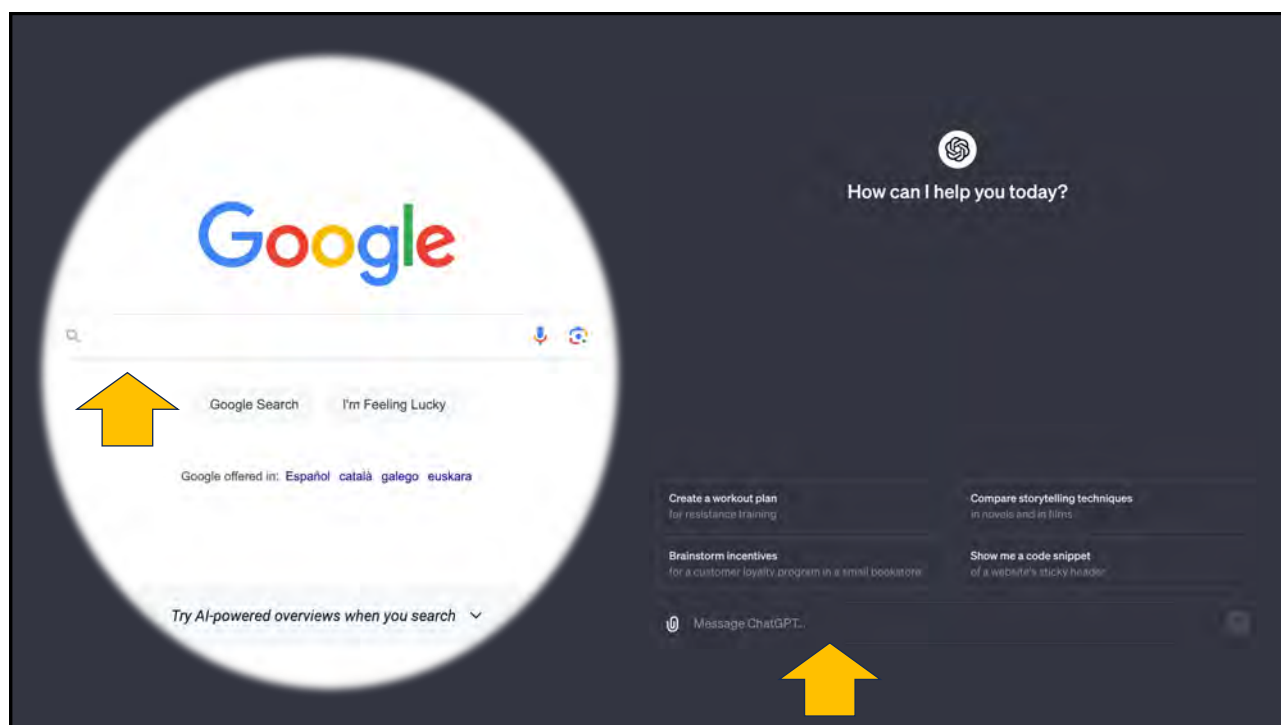 Google
Google Search
I'm Feeling Lucky
Google offered in: Español català galego euskara
Try AI-powered overviews when you search
How can I help you today?
Create a workout plan
for resistance training
Compare storytelling techniques
in novels and in films
Brainstorm incentives
for a customer loyalty program in a small bookstore
Show me a code snippet
of a website's sticky header
Message ChatGPT...